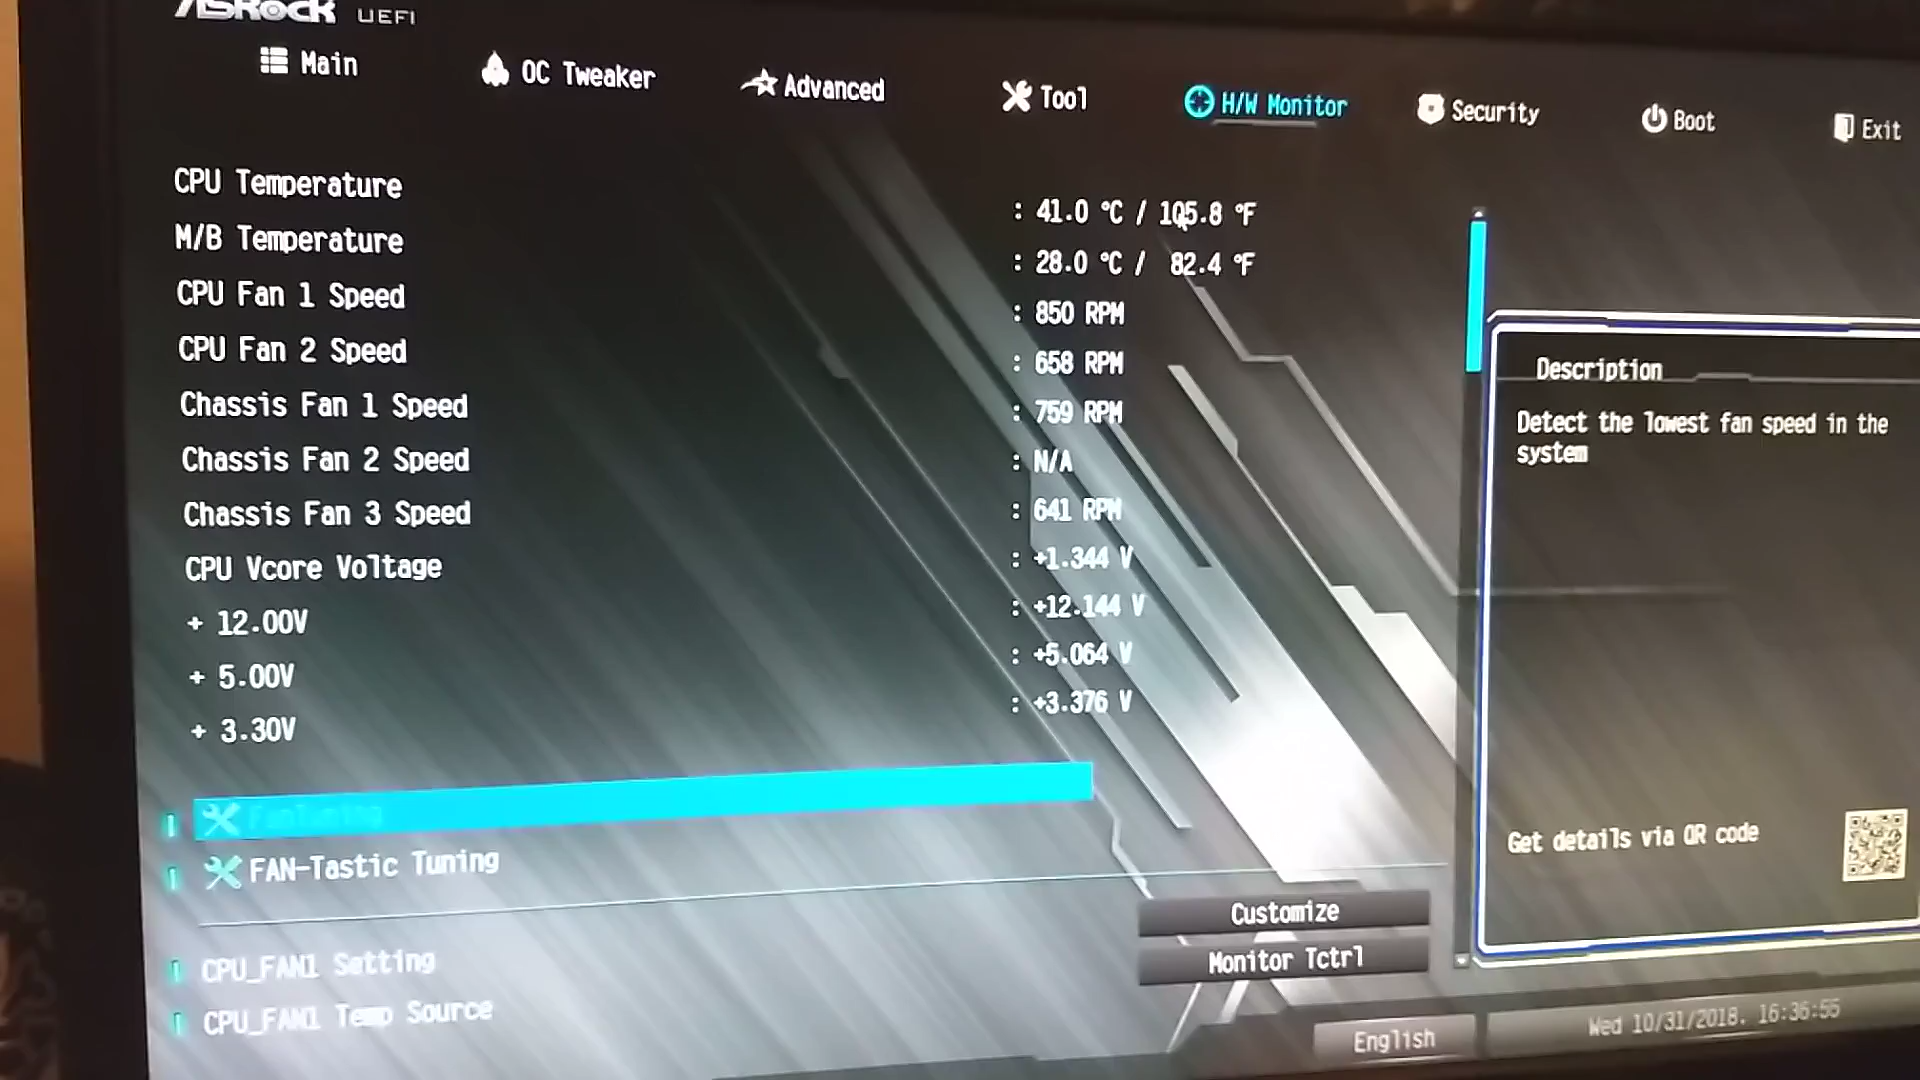 ASRock UEFI
Main
OC Tweaker
Advanced
Tool
H/W Monitor
Security
Boot
Exit
CPU Temperature : 41.0 °C / 105.8 °F
M/B Temperature : 28.0 °C / 82.4 °F
CPU Fan 1 Speed : 850 RPM
CPU Fan 2 Speed : 658 RPM
Chassis Fan 1 Speed : 759 RPM
Chassis Fan 2 Speed : N/A
Chassis Fan 3 Speed : 641 RPM
CPU Vcore Voltage : +1.344 V
+ 12.00V : +12.144 V
+ 5.00V : +5.064 V
+ 3.30V : +3.376 V
Fan Tuning
FAN-Tastic Tuning
CPU_FAN1 Setting
Customize
CPU_FAN1 Temp Source
Monitor Tctrl
Description
Detect the lowest fan speed in the
system
Get details via QR code
English
Wed 10/31/2018. 16:36:55